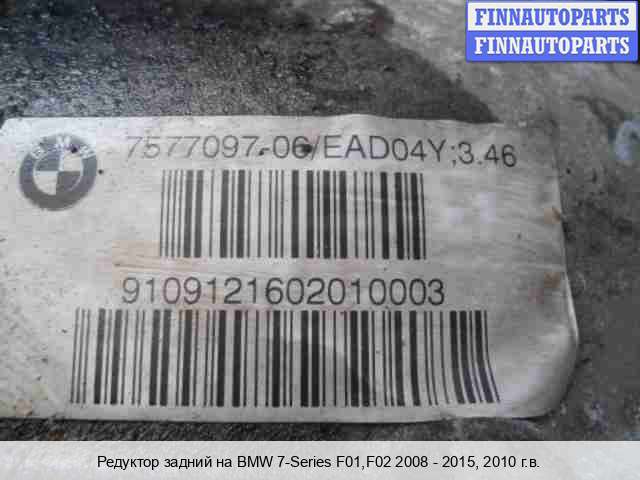 FINNAUTOPARTS
FINNAUTOPARTS
7577097-06/EAD04Y;3.46
9109121602010003
Редуктор задний на BMW 7-Series F01,F02 2008 - 2015, 2010 г.в.